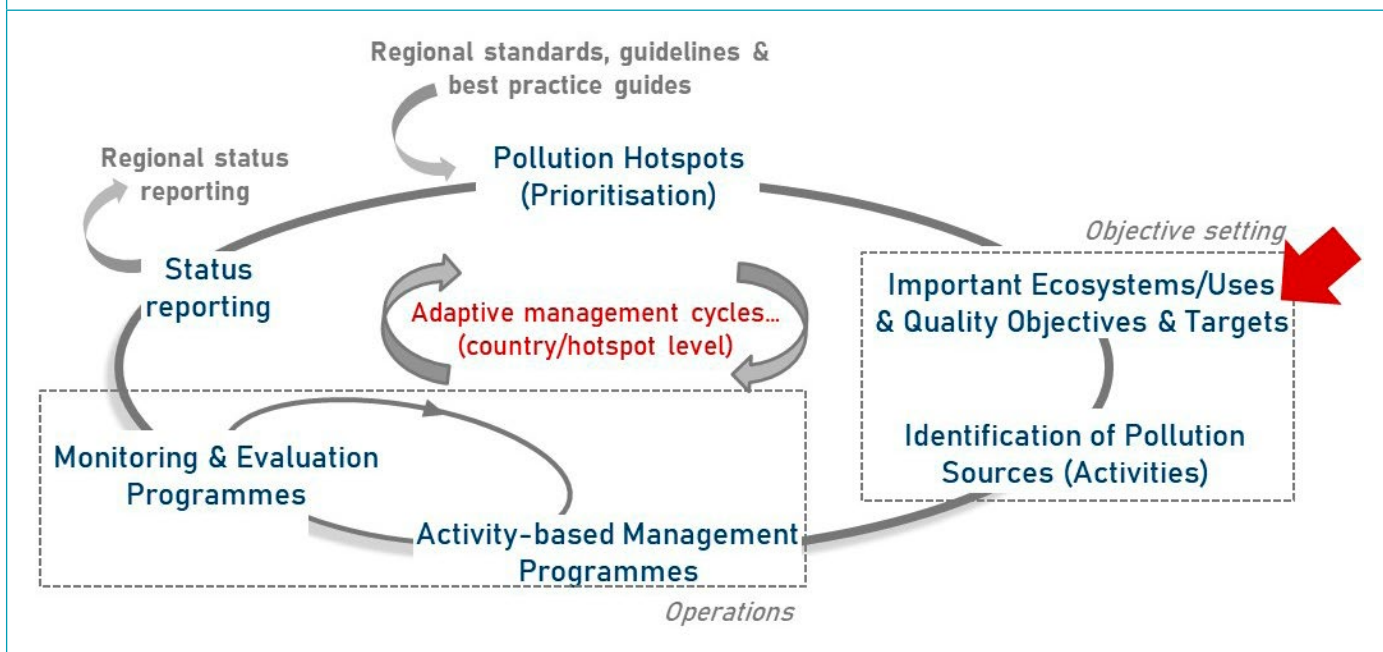 Regional standards, guidelines &
best practice guides
Regional status
reporting
Pollution Hotspots
(Prioritisation)
Objective setting
Status
reporting
Important Ecosystems/Uses
& Quality Objectives & Targets
Adaptive management cycles...
(country/hotspot level)
Identification of Pollution
Sources (Activities)
Monitoring & Evaluation
Programmes
Activity-based Management
Programmes
Operations